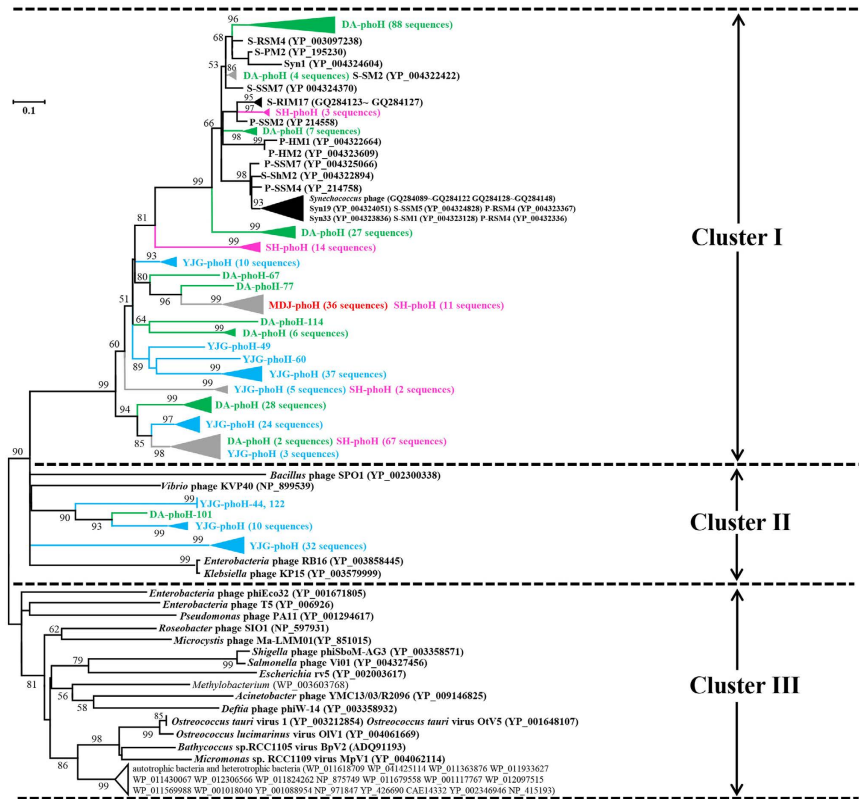 96
DA-phoH (88 sequences)
68
S-RSM4 (YP_003097238)
S-PM2 (YP_195230)
53
Syn1 (YP_004324604)
86
DA-phoH (4 sequences) S-SM2 (YP_004322422)
S-SSM7 (YP 004324370)
0.1
95
S-RIM17 (GQ284123~ GQ284127)
97
SH-phoH (3 sequences)
P-SSM2 (YP 214558)
66
DA-phoH (7 sequences)
98
99
P-HM1 (YP_004322664)
P-HM2 (YP_004323609)
P-SSM7 (YP_004325066)
98
S-ShM2 (YP_004322894)
99
P-SSM4 (YP_214758)
Synechococcus phage (GQ284089~GQ284122 GQ284128~GQ284148)
93
Syn19 (YP_004324051) S-SSM5 (YP_004324828) P-RSM4 (YP_004323367)
Syn33 (YP_004323836) S-SM1 (YP_004323128) P-RSM4 (YP_00432336)
81
99
DA-phoH (27 sequences)
Cluster I
99
SH-phoH (14 sequences)
93
YJG-phoH (10 sequences)
80
DA-phoH-67
DA-phoH-77
51
96
99
MDJ-phoH (36 sequences) SH-phoH (11 sequences)
64
DA-phoH-114
99
DA-phoH (6 sequences)
60
YJG-phoH-49
89
YJG-phoH-60
YJG-phoH (37 sequences)
99
99
YJG-phoH (5 sequences) SH-phoH (2 sequences)
94
99
DA-phoH (28 sequences)
97
YJG-phoH (24 sequences)
85
DA-phoH (2 sequences) SH-phoH (67 sequences)
98
YJG-phoH (3 sequences)
90
Bacillus phage SPO1 (YP_002300338)
Vibrio phage KVP40 (NP_899539)
99
YJG-phoH-44, 122
90
DA-phoH-101
93
YJG-phoH (10 sequences)
99
Cluster II
99
YJG-phoH (32 sequences)
99
Enterobacteria phage RB16 (YP_003858445)
Klebsiella phage KP15 (YP_003579999)
Enterobacteria phage phiEco32 (YP_001671805)
Enterobacteria phage T5 (YP_006926)
Pseudomonas phage PA11 (YP_001294617)
62
Roseobacter phage SIO1 (NP_597931)
Microcystis phage Ma-LMM01(YP_851015)
Shigella phage phiSboM-AG3 (YP_003358571)
79
99
Salmonella phage Vi01 (YP_004327456)
Escherichia rv5 (YP_002003617)
81
Methylobacterium (WP_003603768)
Cluster III
56
Acinetobacter phage YMC13/03/R2096 (YP_009146825)
58
Deftia phage phiW-14 (YP_003358932)
85
Ostreococcus tauri virus 1 (YP_003212854) Ostreococcus tauri virus OtV5 (YP_001648107)
99
Ostreococcus lucimarinus virus OlV1 (YP_004061669)
98
Bathycoccus sp.RCC1105 virus BpV2 (ADQ91193)
86
Micromonas sp. RCC1109 virus MpV1 (YP_004062114)
autotrophic bacteria and heterotrophic bacteria (WP_011618709 WP_041425114 WP_011363876 WP_011933627
99
WP_011430067 WP_012306566 WP_011824262 NP_875749 WP_011679558 WP_001117767 WP_012097515
WP_011569988 WP_001018040 YP_001088954 NP_971847 YP_426690 CAE14332 YP_002346946 NP_415193)